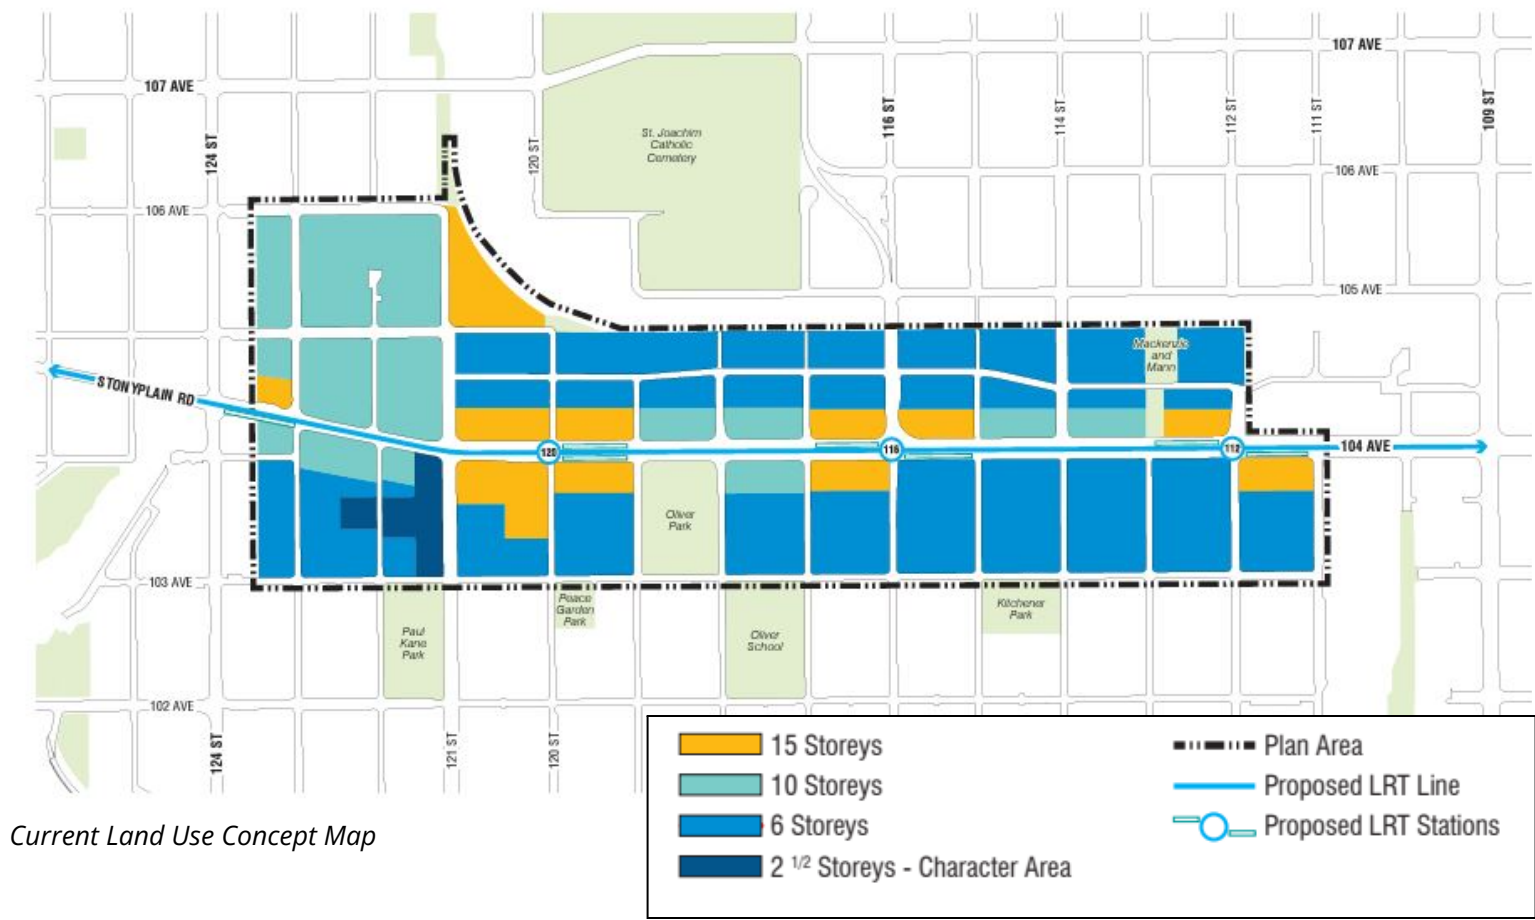 107 AVE
107 AVE
124 ST
120 ST
116 ST
114 ST
112 ST
111 ST
109 ST
St. Joachim
Catholic
Cemetery
106 AVE
106 AVE
105 AVE
Mackenzie
and
Mann
STONYPLAIN RD
120
116
112
104 AVE
Oliver
Park
103 AVE
Peace
Garden
Park
Kitchener
Park
Paul
Kane
Park
Oliver
School
102 AVE
124 ST
121 ST
120 ST
15 Storeys
10 Storeys
6 Storeys
2 1/2 Storeys - Character Area
Plan Area
Proposed LRT Line
Proposed LRT Stations
Current Land Use Concept Map